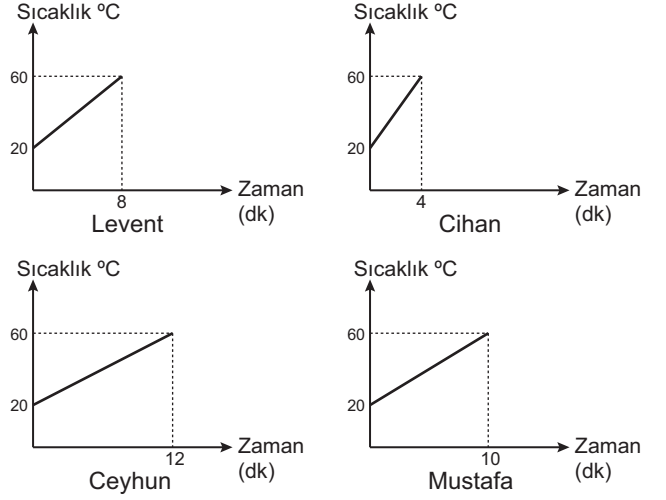 Sıcaklık ºC
60
20
8
Zaman
(dk)
Levent
Sıcaklık ºC
60
20
4
Zaman
(dk)
Cihan
Sıcaklık ºC
60
20
12
Zaman
(dk)
Ceyhun
Sıcaklık ºC
60
20
10
Zaman
(dk)
Mustafa